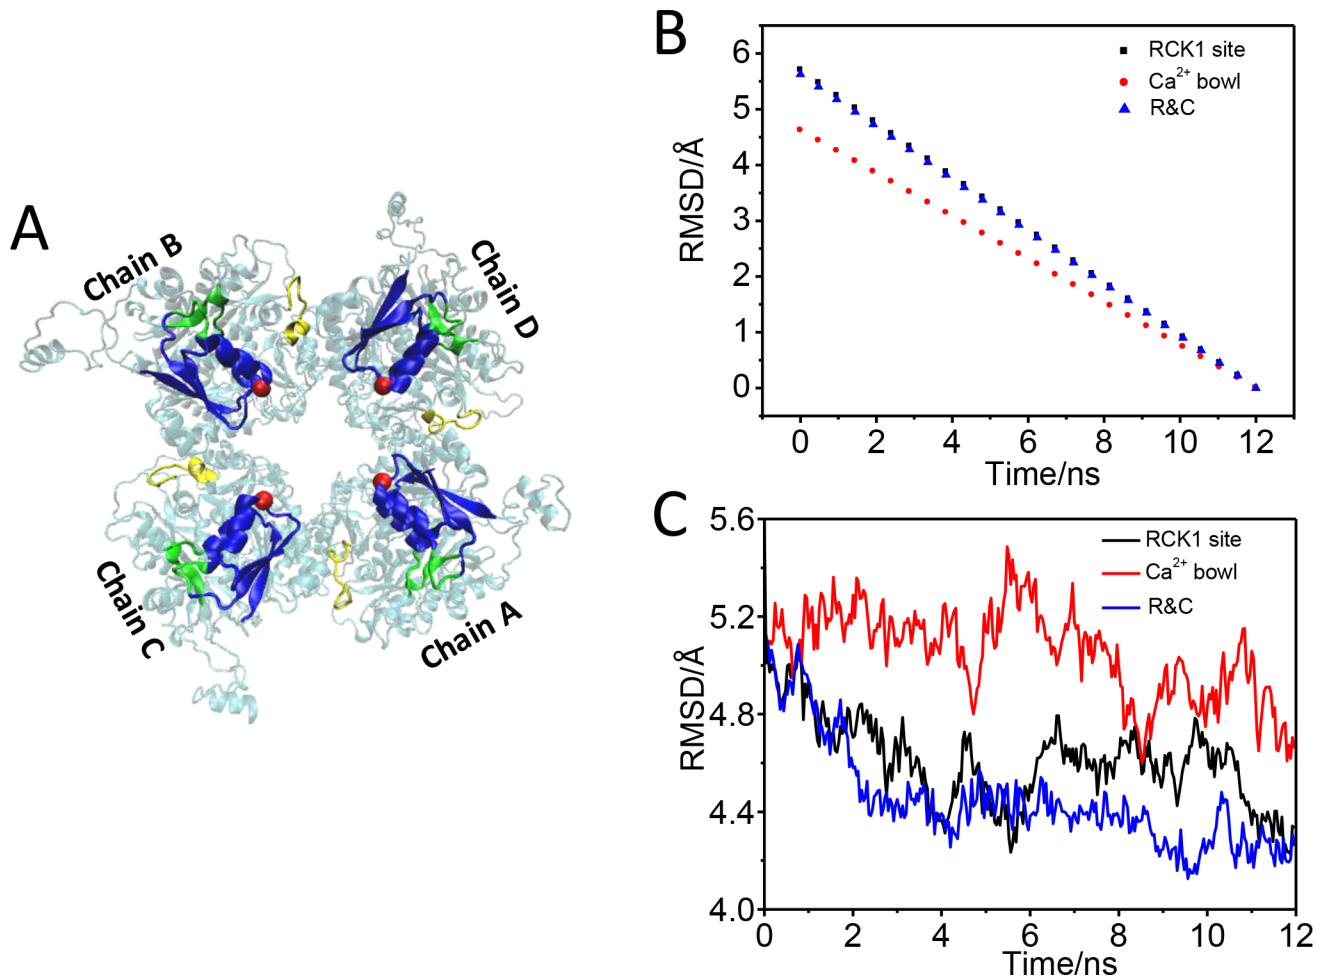 A
Chain B
Chain D
Chain C
Chain A
B
RMSD/Å
6
5
4
3
2
1
0
RCK1 site
Ca²⁺ bowl
R&C
0 2 4 6 8 10 12
Time/ns
C
RMSD/Å
5.6
5.2
4.8
4.4
4.0
RCK1 site
Ca²⁺ bowl
R&C
0 2 4 6 8 10 12
Time/ns